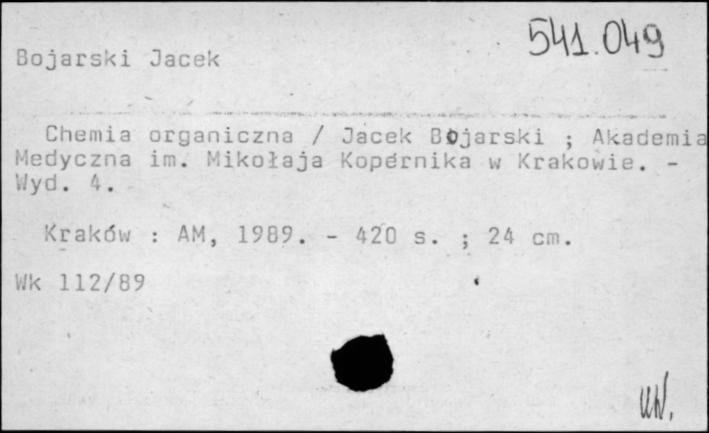 541.049
Bojarski Jacek
Chemia organiczna / Jacek Bojarski ; Akademia
Medyczna im. Mikołaja Kopernika w Krakowie. -
Wyd. 4.
Kraków : AM, 1989. - 420 s. ; 24 cm.
Wk 112/89